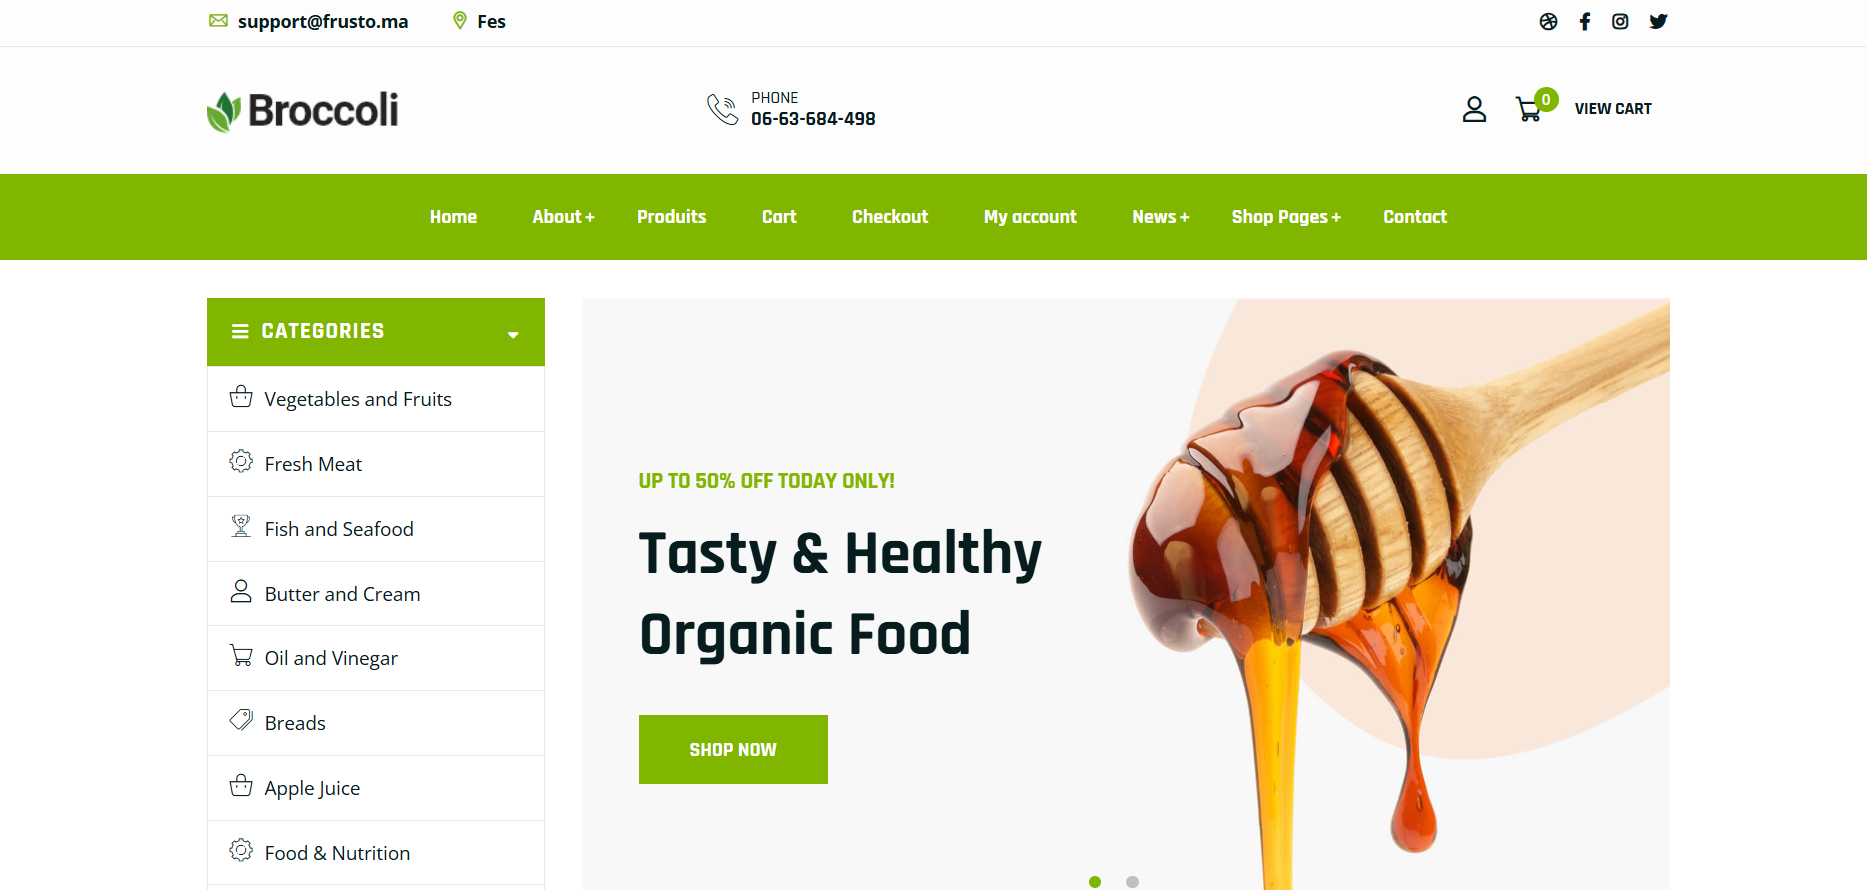 support@frusto.ma Fes
Broccoli
PHONE
06-63-684-498
0 VIEW CART
Home About + Produits Cart Checkout My account News + Shop Pages + Contact
CATEGORIES
Vegetables and Fruits
Fresh Meat
Fish and Seafood
Butter and Cream
Oil and Vinegar
Breads
Apple Juice
Food & Nutrition
UP TO 50% OFF TODAY ONLY!
Tasty & Healthy
Organic Food
SHOP NOW